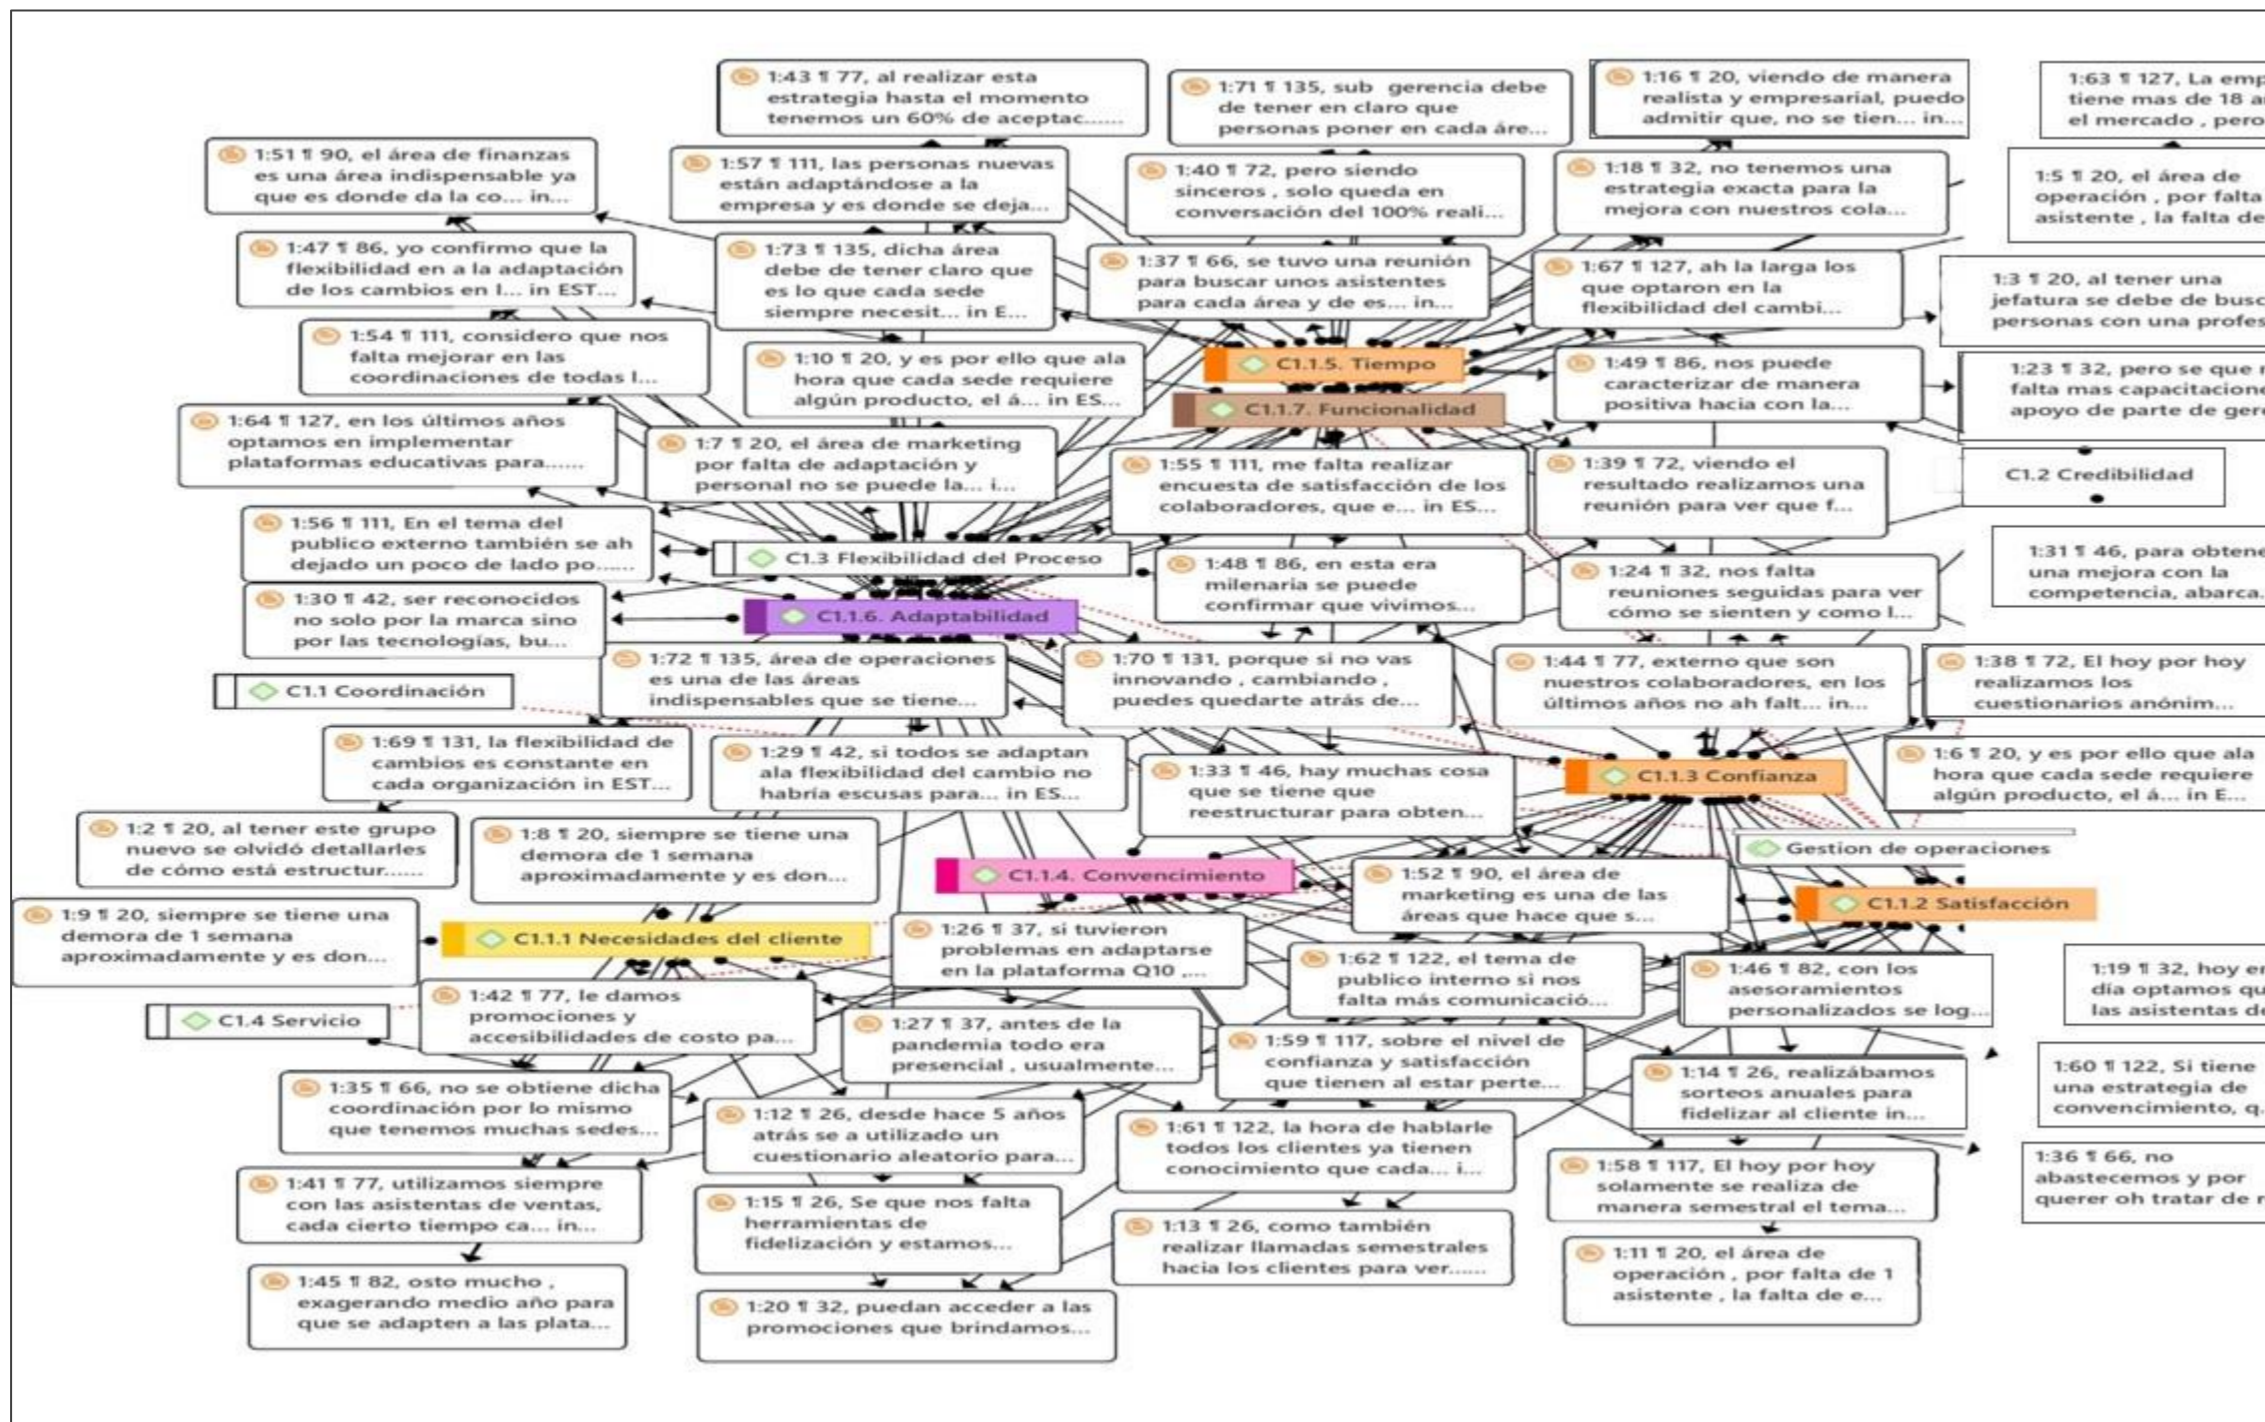 1:43 ¶ 77, al realizar esta
estrategia hasta el momento
tenemos un 60% de aceptac......
1:71 ¶ 135, sub gerencia debe
de tener en claro que
personas poner en cada áre...
1:16 ¶ 20, viendo de manera
realista y empresarial, puedo
admitir que, no se tien... in...
1:63 ¶ 127, La emp
tiene mas de 18 a
el mercado , pero
1:51 ¶ 90, el área de finanzas
es una área indispensable ya
que es donde da la co... in...
1:57 ¶ 111, las personas nuevas
están adaptándose a la
empresa y es donde se deja...
1:40 ¶ 72, pero siendo
sinceros , solo queda en
conversación del 100% reali...
1:18 ¶ 32, no tenemos una
estrategia exacta para la
mejora con nuestros cola...
1:5 ¶ 20, el área de
operación , por falta
asistente , la falta de
1:47 ¶ 86, yo confirmo que la
flexibilidad en a la adaptación
de los cambios en l... in EST...
1:73 ¶ 135, dicha área
debe de tener claro que
es lo que cada sede
siempre necesit... in E...
1:37 ¶ 66, se tuvo una reunión
para buscar unos asistentes
para cada área y de es... in...
1:67 ¶ 127, ah la larga los
que optaron en la
flexibilidad del cambi...
1:3 ¶ 20, al tener una
jefatura se debe de busc
personas con una profes
1:54 ¶ 111, considero que nos
falta mejorar en las
coordinaciones de todas l...
1:10 ¶ 20, y es por ello que ala
hora que cada sede requiere
algún producto, el á... in ES...
C1.1.5. Tiempo
C1.1.7. Funcionalidad
1:49 ¶ 86, nos puede
caracterizar de manera
positiva hacia con la...
1:23 ¶ 32, pero se que
falta mas capacitacione
apoyo de parte de gere
1:64 ¶ 127, en los últimos años
optamos en implementar
plataformas educativas para......
1:7 ¶ 20, el área de marketing
por falta de adaptación y
personal no se puede la... i...
1:55 ¶ 111, me falta realizar
encuesta de satisfacción de los
colaboradores, que e... in ES...
1:39 ¶ 72, viendo el
resultado realizamos una
reunión para ver que f...
C1.2 Credibilidad
1:56 ¶ 111, En el tema del
publico externo también se ah
dejado un poco de lado po......
C1.3 Flexibilidad del Proceso
1:48 ¶ 86, en esta era
milenaria se puede
confirmar que vivimos...
1:24 ¶ 32, nos falta
reuniones seguidas para ver
cómo se sienten y como l...
1:31 ¶ 46, para obtene
una mejora con la
competencia, abarca.
1:30 ¶ 42, ser reconocidos
no solo por la marca sino
por las tecnologías, bu...
C1.1.6. Adaptabilidad
C1.1 Coordinación
1:72 ¶ 135, área de operaciones
es una de las áreas
indispensables que se tiene...
1:70 ¶ 131, porque si no vas
innovando , cambiando ,
puedes quedarte atrás de...
1:44 ¶ 77, externo que son
nuestros colaboradores, en los
últimos años no ah falt... in...
1:38 ¶ 72, El hoy por hoy
realizamos los
cuestionarios anónim...
1:69 ¶ 131, la flexibilidad de
cambios es constante en
cada organización in EST...
1:29 ¶ 42, si todos se adaptan
ala flexibilidad del cambio no
habría escusas para... in ES...
1:33 ¶ 46, hay muchas cosa
que se tiene que
reestructurar para obten...
C1.1.3 Confianza
1:6 ¶ 20, y es por ello que ala
hora que cada sede requiere
algún producto, el á... in E...
1:2 ¶ 20, al tener este grupo
nuevo se olvidó detallarles
de cómo está estructur......
1:8 ¶ 20, siempre se tiene una
demora de 1 semana
aproximadamente y es don...
C1.1.4. Convencimiento
1:52 ¶ 90, el área de
marketing es una de las
áreas que hace que s...
Gestion de operaciones
C1.1.2 Satisfacción
1:9 ¶ 20, siempre se tiene una
demora de 1 semana
aproximadamente y es don...
C1.1.1 Necesidades del cliente
1:26 ¶ 37, si tuvieron
problemas en adaptarse
en la plataforma Q10 ,...
1:62 ¶ 122, el tema de
publico interno si nos
falta más comunicació...
1:46 ¶ 82, con los
asesoramientos
personalizados se log...
1:19 ¶ 32, hoy en
día optamos qu
las asistentas de
C1.4 Servicio
1:42 ¶ 77, le damos
promociones y
accesibilidades de costo pa...
1:27 ¶ 37, antes de la
pandemia todo era
presencial , usualmente...
1:59 ¶ 117, sobre el nivel de
confianza y satisfacción
que tienen al estar perte...
1:14 ¶ 26, realizábamos
sorteos anuales para
fidelizar al cliente in...
1:60 ¶ 122, Si tiene
una estrategia de
convencimiento, q.
1:35 ¶ 66, no se obtiene dicha
coordinación por lo mismo
que tenemos muchas sedes...
1:12 ¶ 26, desde hace 5 años
atrás se a utilizado un
cuestionario aleatorio para...
1:61 ¶ 122, la hora de hablarle
todos los clientes ya tienen
conocimiento que cada... i...
1:58 ¶ 117, El hoy por hoy
solamente se realiza de
manera semestral el tema...
1:36 ¶ 66, no
abastecemos y por
querer oh tratar de
1:41 ¶ 77, utilizamos siempre
con las asistentas de ventas,
cada cierto tiempo ca... in...
1:15 ¶ 26, Se que nos falta
herramientas de
fidelización y estamos...
1:13 ¶ 26, como también
realizar llamadas semestrales
hacia los clientes para ver......
1:11 ¶ 20, el área de
operación , por falta de 1
asistente , la falta de e...
1:45 ¶ 82, osto mucho ,
exagerando medio año para
que se adapten a las plata...
1:20 ¶ 32, puedan acceder a las
promociones que brindamos...